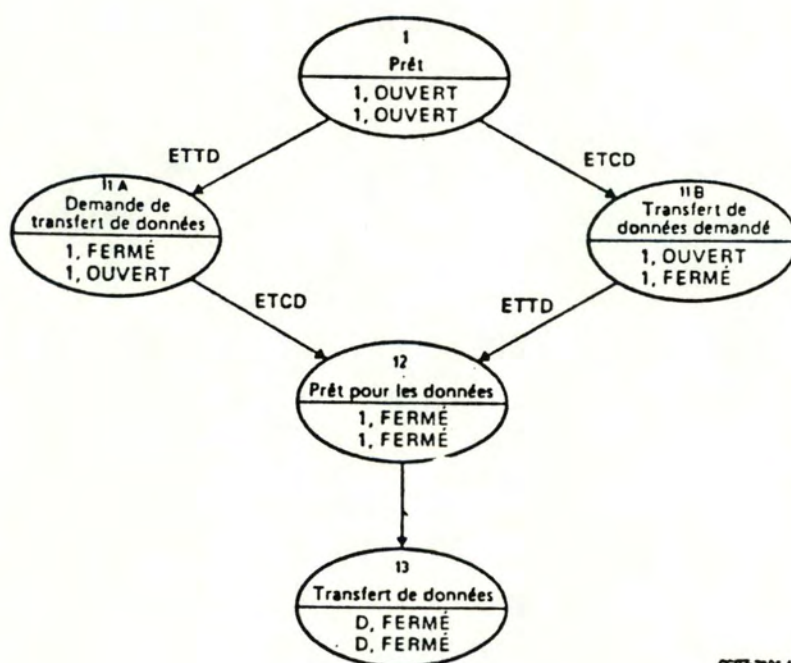 1
Prêt
1, OUVERT
1, OUVERT
ETTD
ETCD
11 A
Demande de
transfert de données
1, FERMÉ
1, OUVERT
11 B
Transfert de
données demandé
1, OUVERT
1, FERMÉ
ETCD
ETTD
12
Prêt pour les données
1, FERMÉ
1, FERMÉ
13
Transfert de données
D, FERMÉ
D, FERMÉ